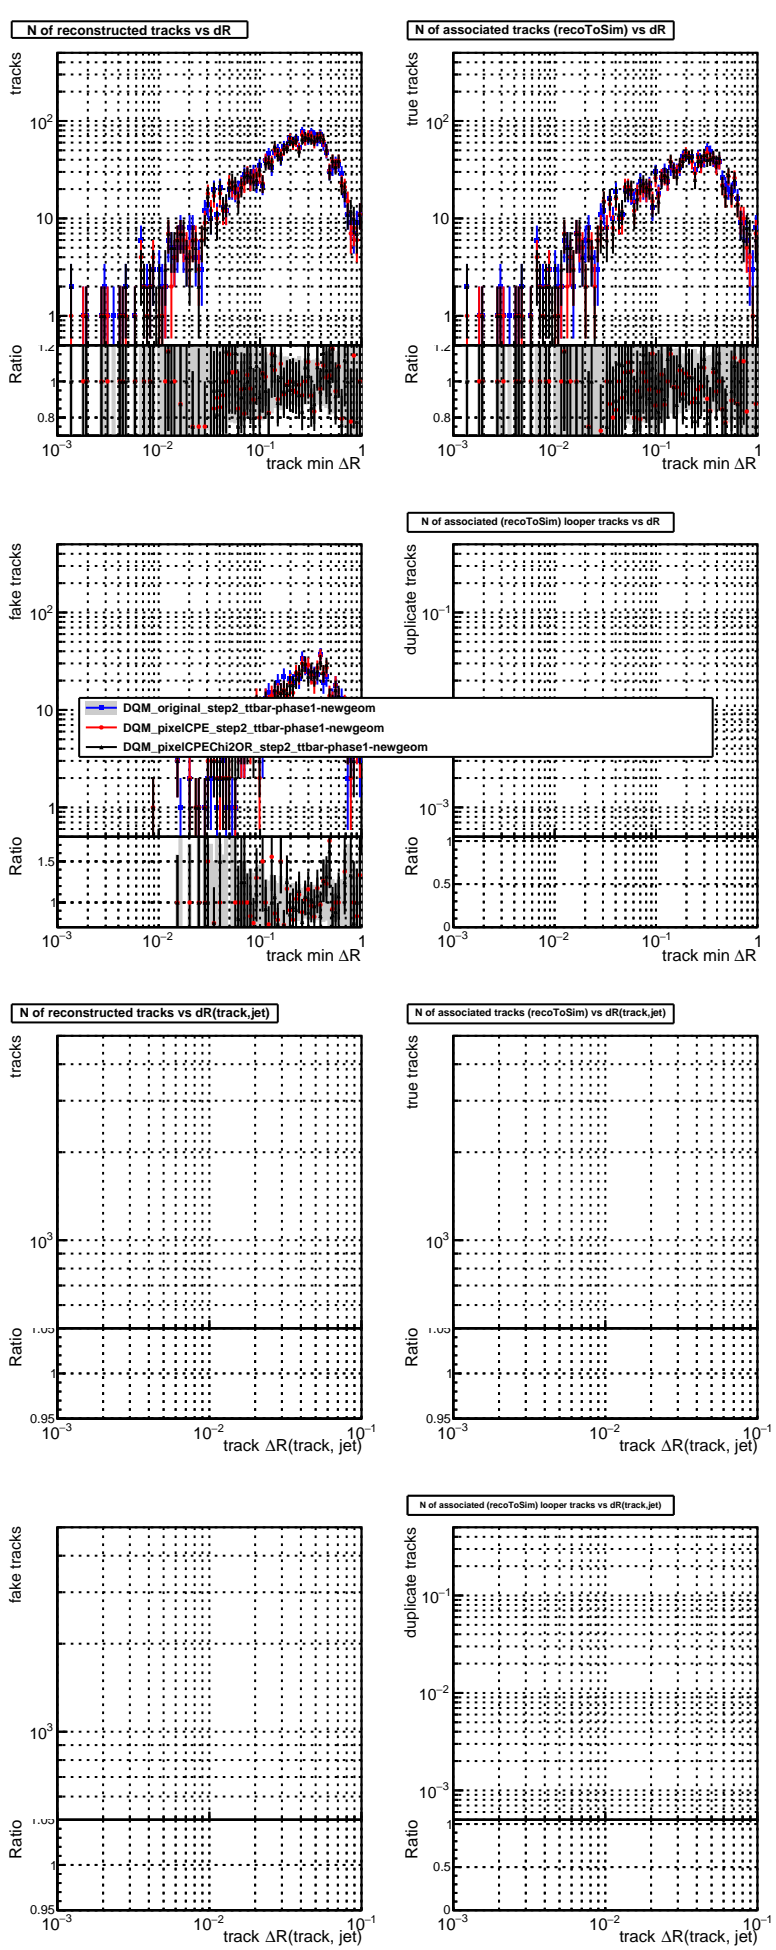 N of reconstructed tracks vs dR
N of associated tracks (recoToSim) vs dR
tracks
10²
10
1
Ratio
1.2
1
0.8
10⁻³
10⁻²
10⁻¹
1
track min ΔR
true tracks
10²
10
1
Ratio
1.2
1
0.8
10⁻³
10⁻²
10⁻¹
1
track min ΔR
N of associated (recoToSim) looper tracks vs dR
fake tracks
10²
10
1
Ratio
1.5
1
10⁻³
10⁻²
10⁻¹
1
track min ΔR
duplicate tracks
10⁻¹
10⁻³
Ratio
1
0.5
0
10⁻³
10⁻²
10⁻¹
1
track min ΔR
DQM_original_step2_ttbar-phase1-newgeom
DQM_pixelCPE_step2_ttbar-phase1-newgeom
DQM_pixelCPEChi2OR_step2_ttbar-phase1-newgeom
N of reconstructed tracks vs dR(track,jet)
N of associated tracks (recoToSim) vs dR(track,jet)
tracks
10³
Ratio
1.05
1
0.95
10⁻³
10⁻²
10⁻¹
track ΔR(track, jet)
true tracks
10³
Ratio
1.05
1
0.95
10⁻³
10⁻²
10⁻¹
track ΔR(track, jet)
N of associated (recoToSim) looper tracks vs dR(track,jet)
fake tracks
10³
Ratio
1.05
1
0.95
10⁻³
10⁻²
10⁻¹
track ΔR(track, jet)
duplicate tracks
10⁻¹
10⁻²
10⁻³
Ratio
1
0.5
0
10⁻³
10⁻²
10⁻¹
track ΔR(track, jet)